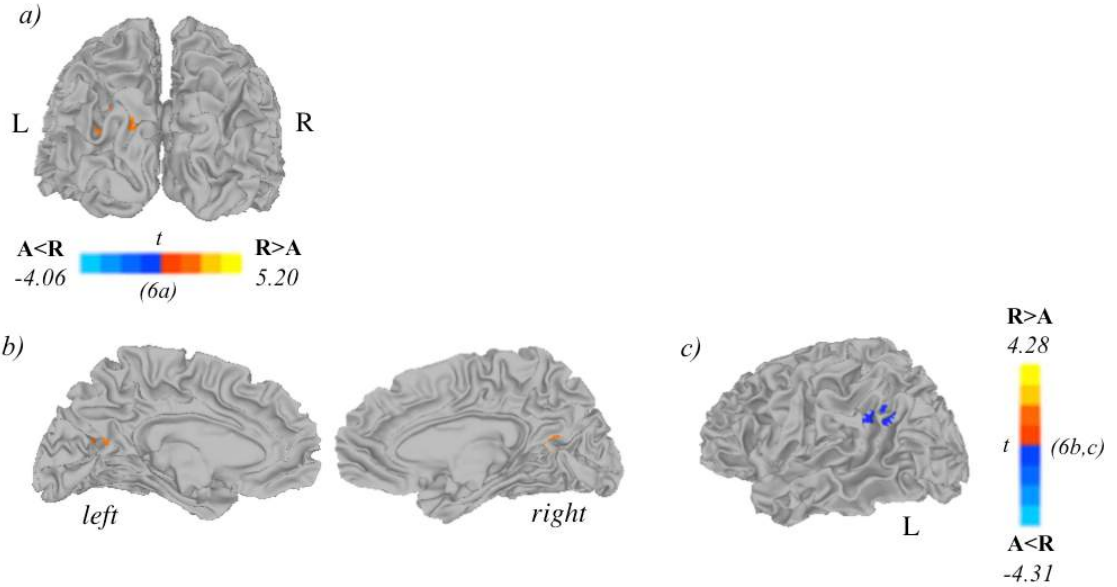 a)
L
R
A<R
t
R>A
-4.06
(6a)
5.20
b)
left
right
c)
L
R>A
4.28
t
(6b,c)
A<R
-4.31